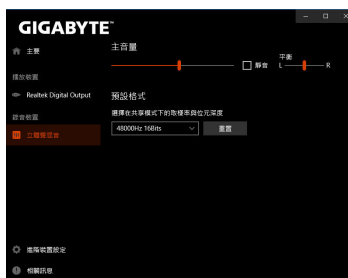 GIGABYTE™
主要
播放裝置
Realtek Digital Output
錄音裝置
立體聲混音
進階裝置設定
相關訊息
主音量
靜音
平衡
L R
預設格式
選擇在共享模式下的取樣率與位元深度
48000Hz 16Bits
重置